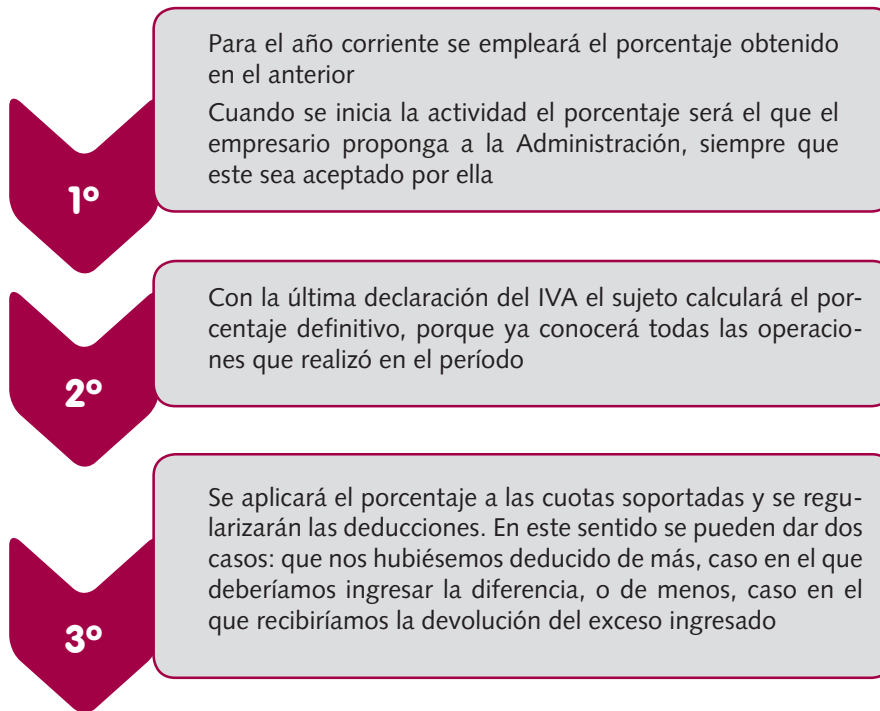 Para el año corriente se empleará el porcentaje obtenido
en el anterior
Cuando se inicia la actividad el porcentaje será el que el
empresario proponga a la Administración, siempre que
este sea aceptado por ella
1º
Con la última declaración del IVA el sujeto calculará el por-
centaje definitivo, porque ya conocerá todas las operacio-
nes que realizó en el período
2º
Se aplicará el porcentaje a las cuotas soportadas y se regu-
larizarán las deducciones. En este sentido se pueden dar dos
casos: que nos hubiésemos deducido de más, caso en el que
deberíamos ingresar la diferencia, o de menos, caso en el
que recibiríamos la devolución del exceso ingresado
3º